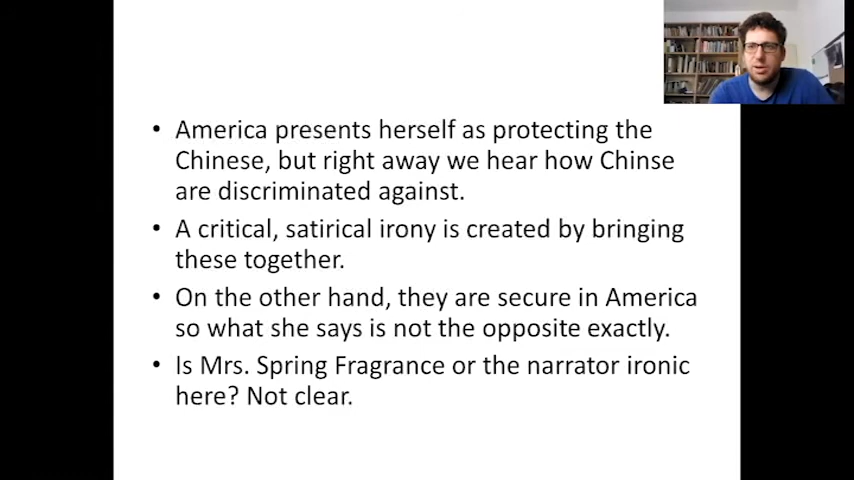 • America presents herself as protecting the
Chinese, but right away we hear how Chinse
are discriminated against.
• A critical, satirical irony is created by bringing
these together.
• On the other hand, they are secure in America
so what she says is not the opposite exactly.
• Is Mrs. Spring Fragrance or the narrator ironic
here? Not clear.